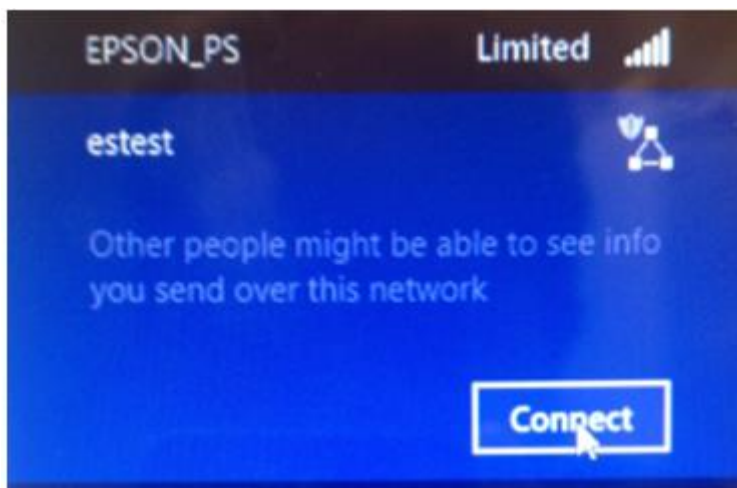 EPSON_PS Limited
estest
Other people might be able to see info
you send over this network
Connect